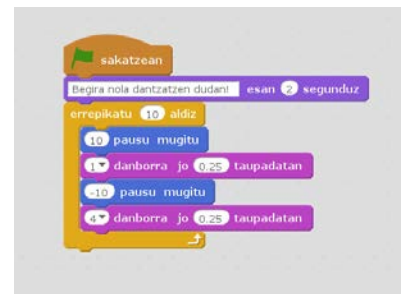 sakatzean
Begira nola dantzatzen dudan! esan 2 segunduz
errepikatu 10 aldiz
10 pausu mugitu
1 danborra jo 0.25 taupadatan
-10 pausu mugitu
4 danborra jo 0.25 taupadatan